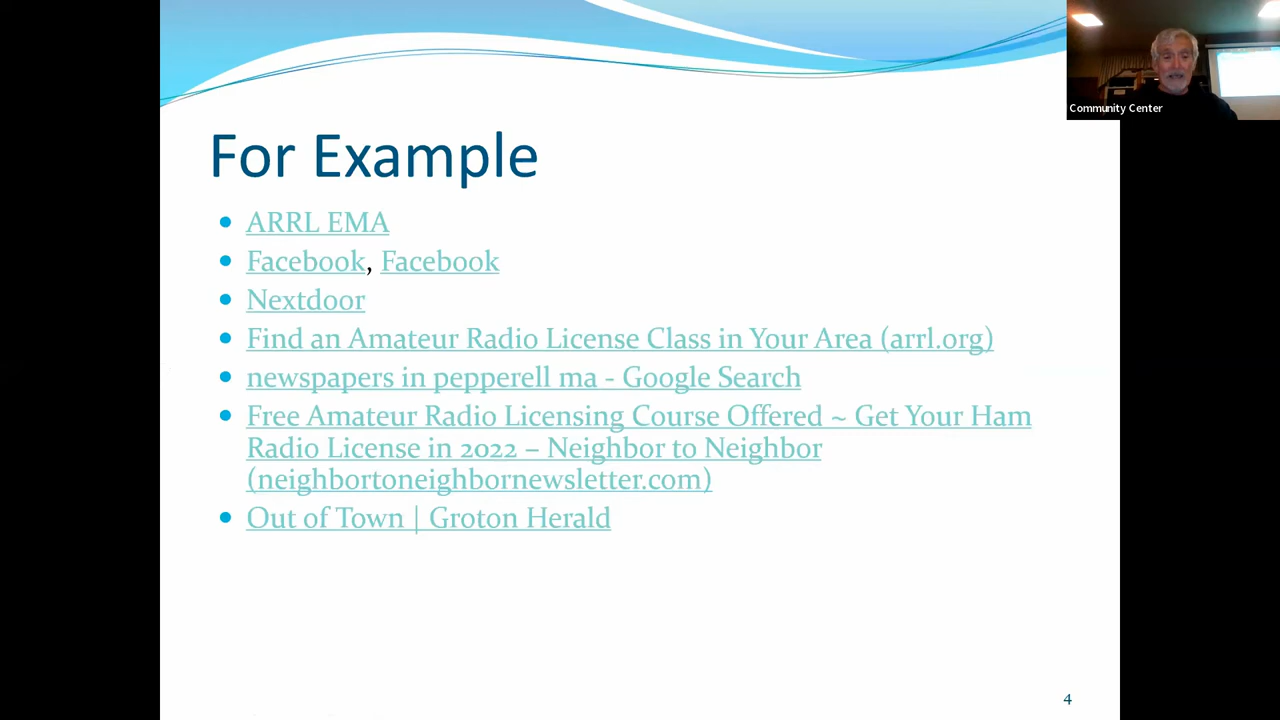 Community Center
For Example
ARRL EMA
Facebook, Facebook
Nextdoor
Find an Amateur Radio License Class in Your Area (arrl.org)
newspapers in pepperell ma - Google Search
Free Amateur Radio Licensing Course Offered ~ Get Your Ham
Radio License in 2022 – Neighbor to Neighbor
(neighbortoneighbornewsletter.com)
Out of Town | Groton Herald
4